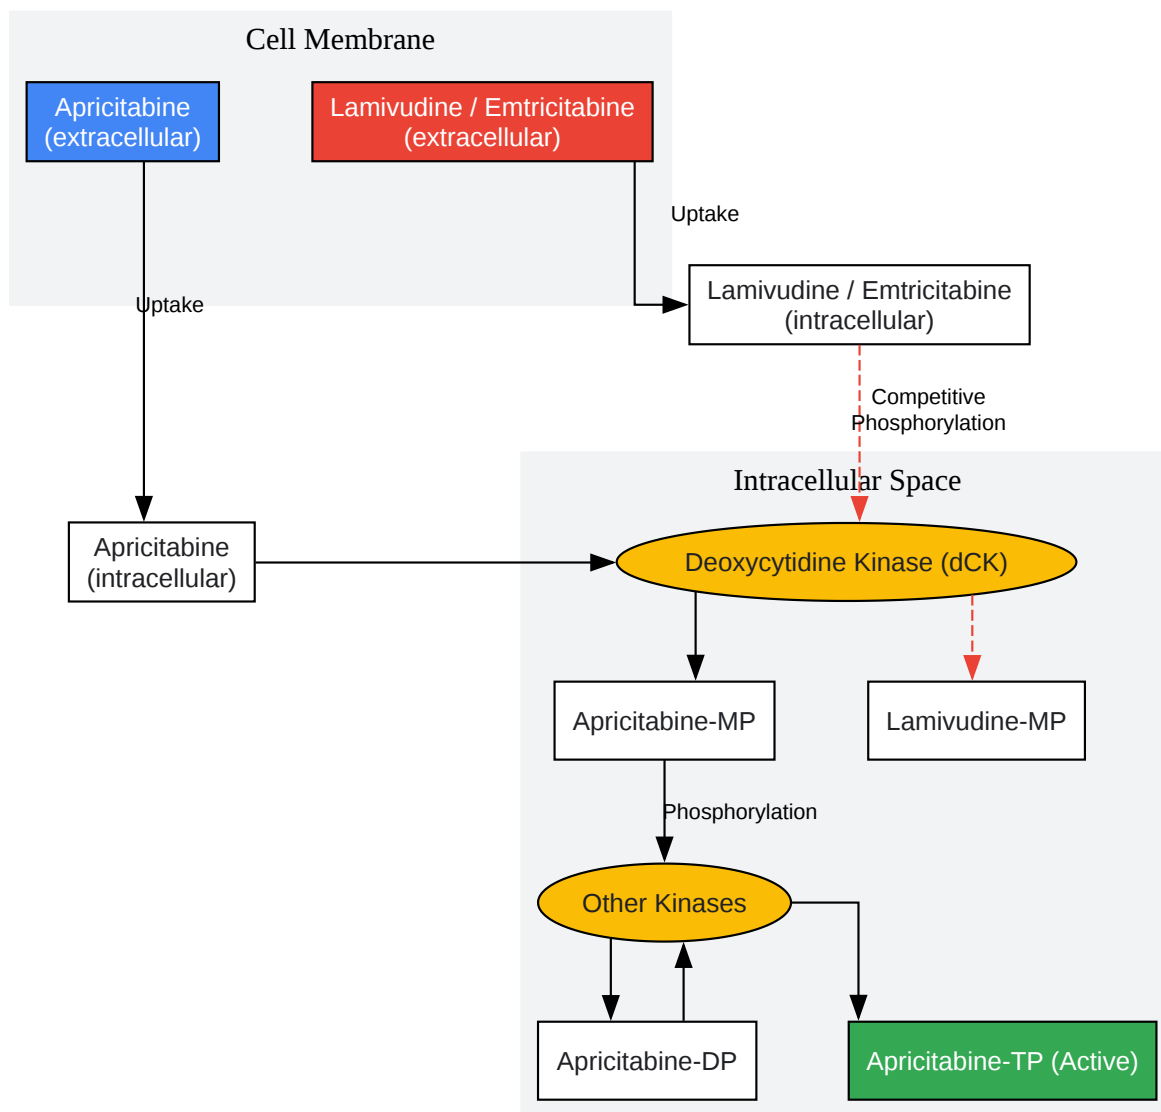 Cell Membrane
Apricitabine
(extracellular)
Lamivudine / Emtricitabine
(extracellular)
Uptake
Uptake
Lamivudine / Emtricitabine
(intracellular)
Competitive
Phosphorylation
Intracellular Space
Apricitabine
(intracellular)
Deoxycytidine Kinase (dCK)
Apricitabine-MP
Lamivudine-MP
Phosphorylation
Other Kinases
Apricitabine-DP
Apricitabine-TP (Active)